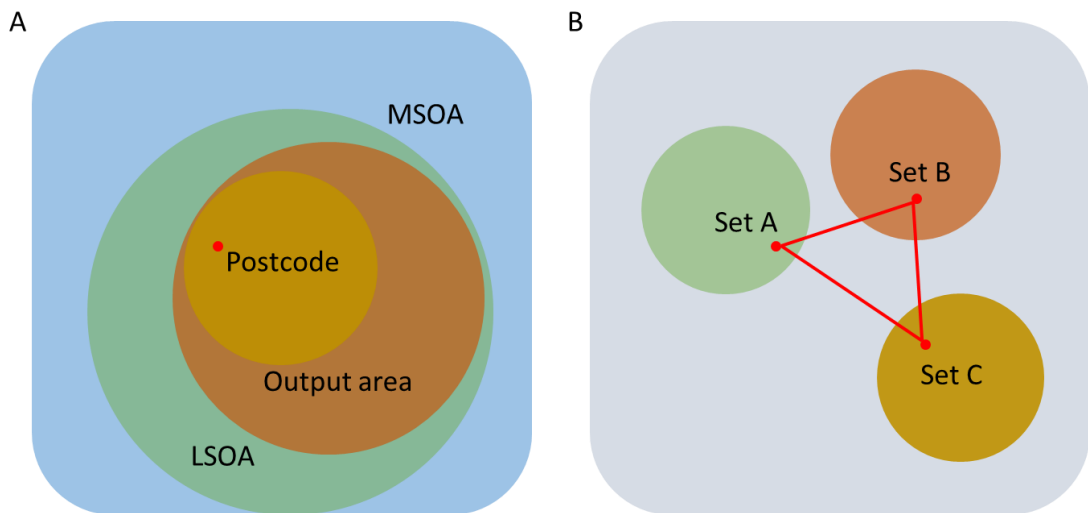 A
MSOA
Postcode
Output area
LSOA
B
Set B
Set A
Set C